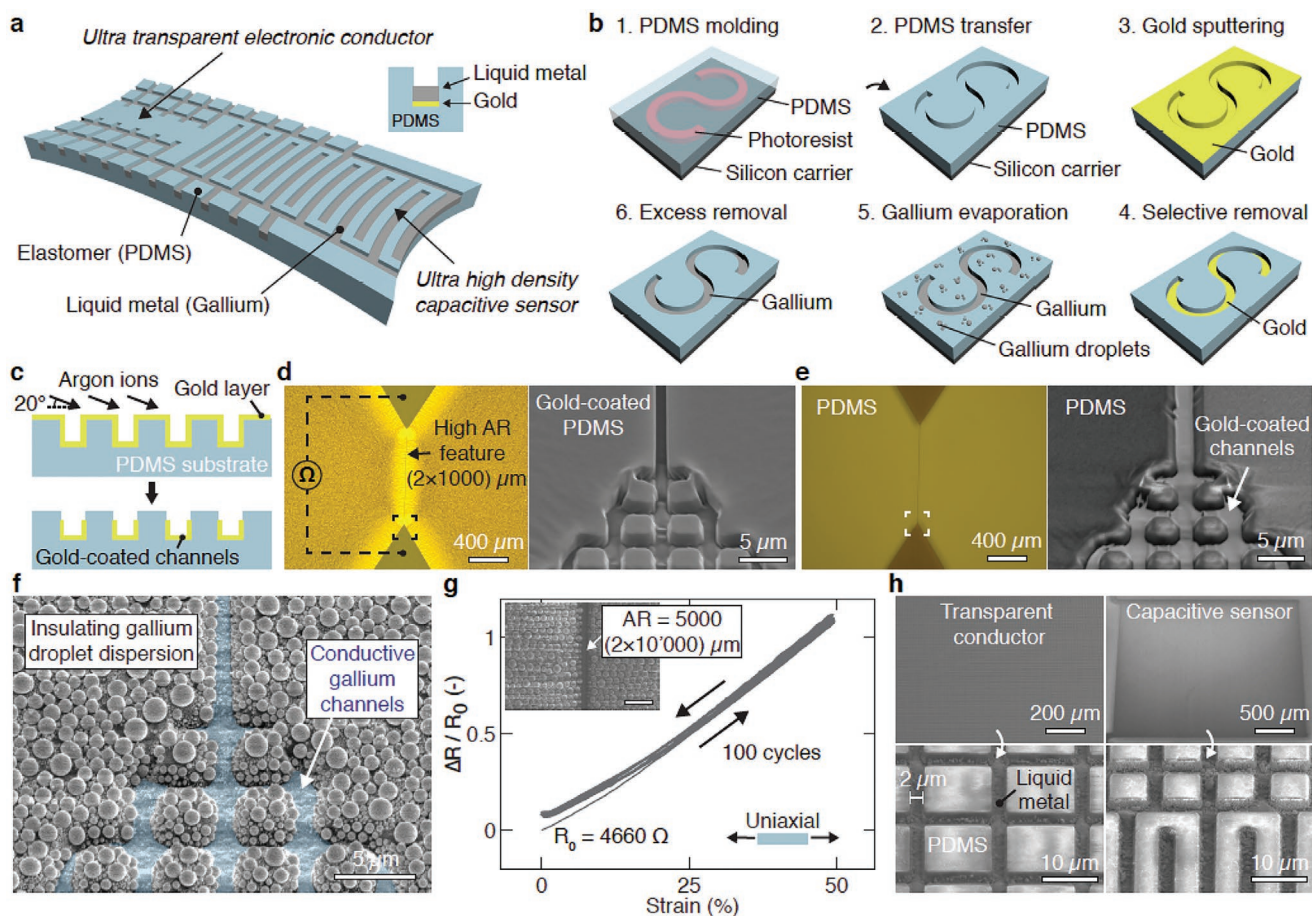 a
Ultra transparent electronic conductor
Liquid metal
Gold
PDMS
Elastomer (PDMS)
Liquid metal (Gallium)
Ultra high density
capacitive sensor
b
1. PDMS molding
PDMS
Photoresist
Silicon carrier
2. PDMS transfer
PDMS
Silicon carrier
3. Gold sputtering
Gold
6. Excess removal
Gallium
5. Gallium evaporation
Gallium
Gallium droplets
4. Selective removal
Gold
c
Argon ions
Gold layer
20°
PDMS substrate
Gold-coated channels
d
Ω
High AR
feature
(2×1000) μm
400 μm
Gold-coated
PDMS
5 μm
e
PDMS
400 μm
PDMS
Gold-coated
channels
5 μm
f
Insulating gallium
droplet dispersion
Conductive
gallium
channels
5 μm
g
AR = 5000
(2×10'000) μm
1
0.5
0
ΔR / R0 (-)
100 cycles
R0 = 4660 Ω
Uniaxial
0
25
50
Strain (%)
h
Transparent
conductor
200 μm
Capacitive sensor
500 μm
2 μm
Liquid
metal
PDMS
10 μm
10 μm